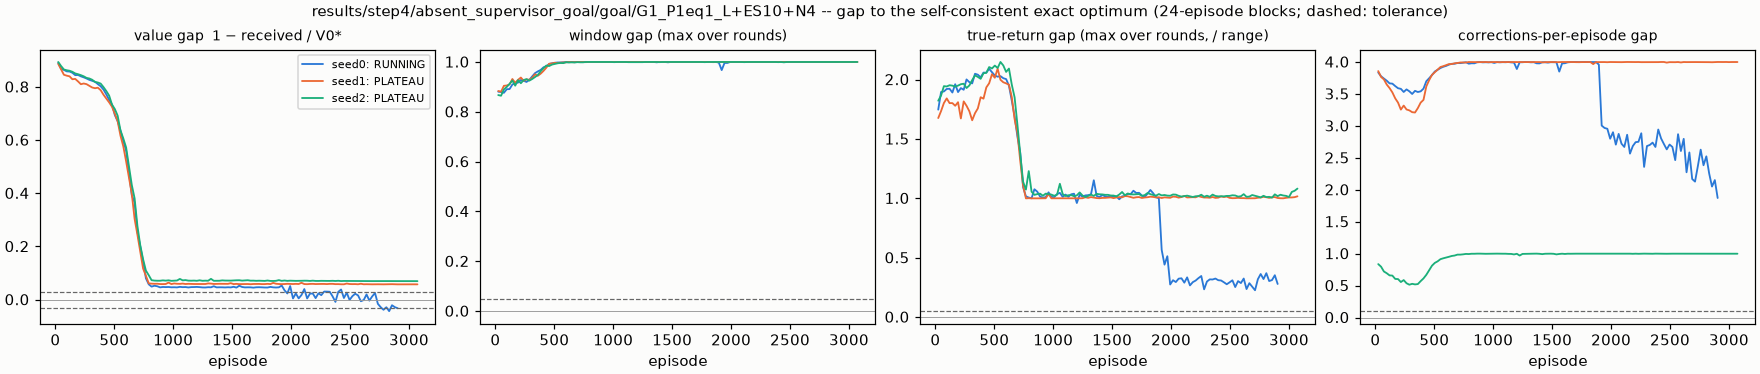 results/step4/absent_supervisor_goal/goal/G1_P1eq1_L+ES10+N4 -- gap to the self-consistent exact optimum (24-episode blocks; dashed: tolerance)
value gap 1 − received / V0*
0.8
0.6
0.4
0.2
0.0
seed0: RUNNING
seed1: PLATEAU
seed2: PLATEAU
0 500 1000 1500 2000 2500 3000
episode
window gap (max over rounds)
1.0
0.8
0.6
0.4
0.2
0.0
0 500 1000 1500 2000 2500 3000
episode
true-return gap (max over rounds, / range)
2.0
1.5
1.0
0.5
0.0
0 500 1000 1500 2000 2500 3000
episode
corrections-per-episode gap
4.0
3.5
3.0
2.5
2.0
1.5
1.0
0.5
0.0
0 500 1000 1500 2000 2500 3000
episode